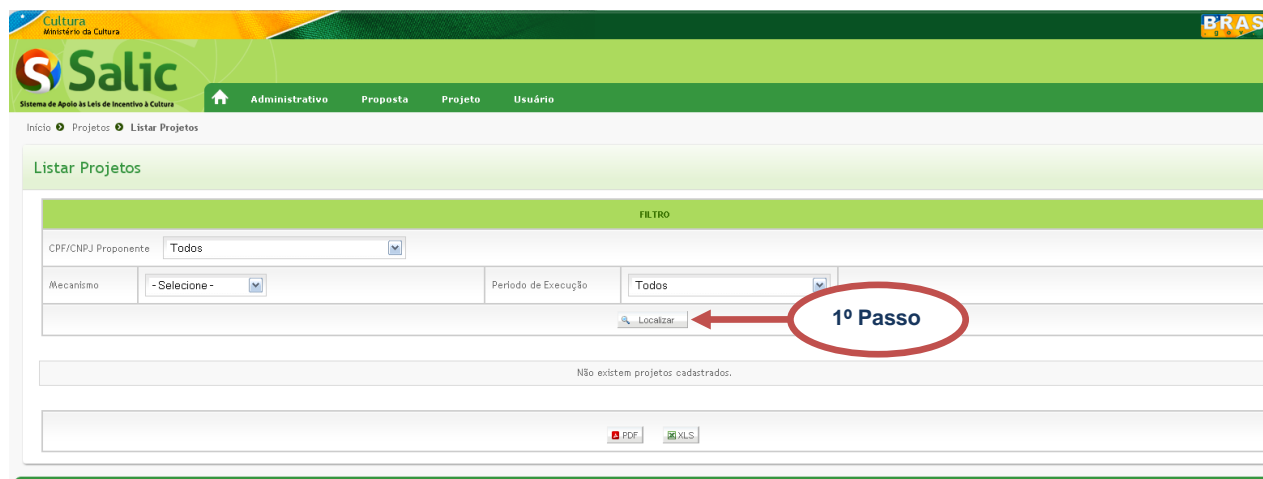 Cultura
Ministério da Cultura
BRAS
.gov
Salic
Sistema de Apoio às Leis de Incentivo à Cultura
Administrativo Proposta Projeto Usuário
Início Projetos Listar Projetos
Listar Projetos
FILTRO
CPF/CNPJ Proponente Todos
Mecanismo - Selecione - Período de Execução Todos
Localizar 1º Passo
Não existem projetos cadastrados.
PDF XLS